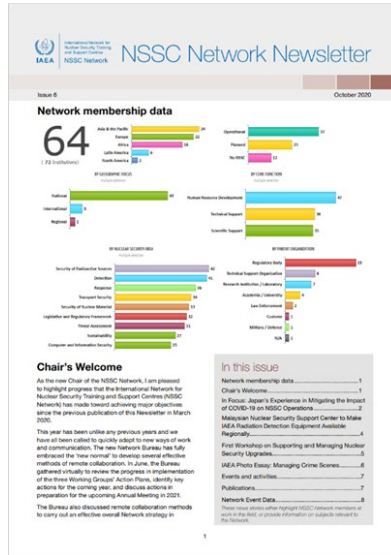 IAEA
International Network for
Nuclear Security Training
and Support Centres
NSSC Network
NSSC Network Newsletter
Issue 6
October 2020
Network membership data
64
( 72 Institutions)
Asia & the Pacific
Europe
Africa
Latin America
North America
Operational
Planned
No NSSC
BY GEOGRAPHIC FOCUS
National
International
Regional
BY CORE FUNCTION
Human Resource Development
Technical Support
Scientific Support
BY NUCLEAR SECURITY AREA
Security of Radioactive Sources
Detection
Response
Transport Security
Security of Nuclear Material
Legislative and Regulatory Framework
Threat Assessment
Sustainability
Computer and Information Security
BY PARENT ORGANIZATION
Regulatory Body
Technical Support Organization
Research Institution / Laboratory
Academia / University
Law Enforcement
Customs
Military / Defence
N/A
Chair's Welcome
As the new Chair of the NSSC Network, I am pleased
to highlight progress that the International Network for
Nuclear Security Training and Support Centres (NSSC
Network) has made toward achieving major objectives
since the previous publication of this Newsletter in March
2020.
This year has been unlike any previous years and we
have all been called to quickly adapt to new ways of work
and communication. The new Network Bureau has fully
embraced the 'new normal' to develop several effective
methods of remote collaboration. In June, the Bureau
gathered virtually to review the progress in implementation
of the three Working Groups' Action Plans, identify key
actions for the coming year, and discuss actions in
preparation for the upcoming Annual Meeting in 2021.
The Bureau also discussed remote collaboration methods
to carry out an effective overall Network strategy in
In this issue
Network membership data 1
Chair's Welcome 1
In Focus: Japan's Experience in Mitigating the Impact
of COVID-19 on NSSC Operations 2
Malaysian Nuclear Security Support Center to Make
IAEA Radiation Detection Equipment Available
Regionally 4
First Workshop on Supporting and Managing Nuclear
Security Upgrades 5
IAEA Photo Essay: Managing Crime Scenes 6
Events and activities 7
Publications 7
Network Event Data 8
These news stories either highlight NSSC Network members at
work in the field, or provide information on subjects relevant to
the Network.
1